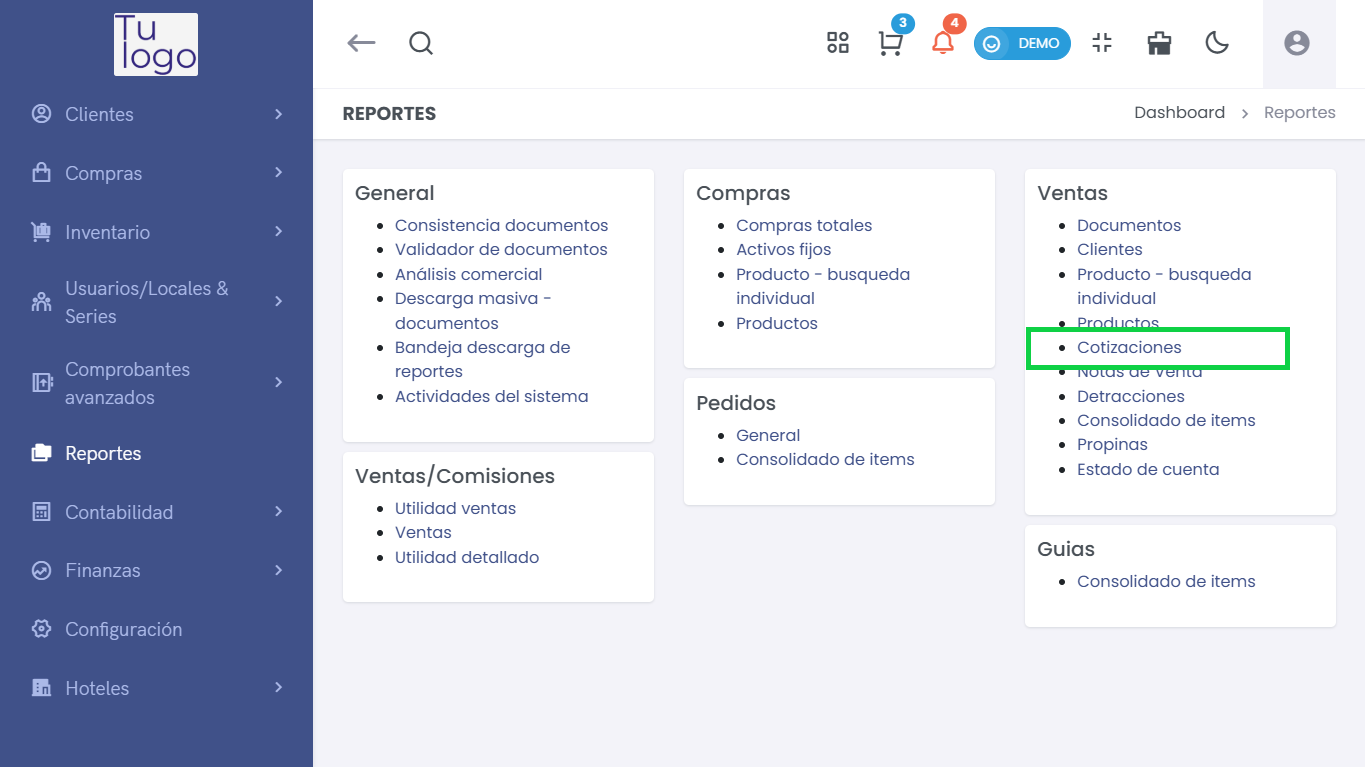 Tu
logo
Clientes
Compras
Inventario
Usuarios/Locales &
Series
Comprobantes
avanzados
Reportes
Contabilidad
Finanzas
Configuración
Hoteles
3
4
DEMO
REPORTES
Dashboard > Reportes
General
Consistencia documentos
Validador de documentos
Análisis comercial
Descarga masiva -
documentos
Bandeja descarga de
reportes
Actividades del sistema
Ventas/Comisiones
Utilidad ventas
Ventas
Utilidad detallado
Compras
Compras totales
Activos fijos
Producto - busqueda
individual
Productos
Pedidos
General
Consolidado de items
Ventas
Documentos
Clientes
Producto - busqueda
individual
Productos
Cotizaciones
Notas de Venta
Detracciones
Consolidado de items
Propinas
Estado de cuenta
Guias
Consolidado de items